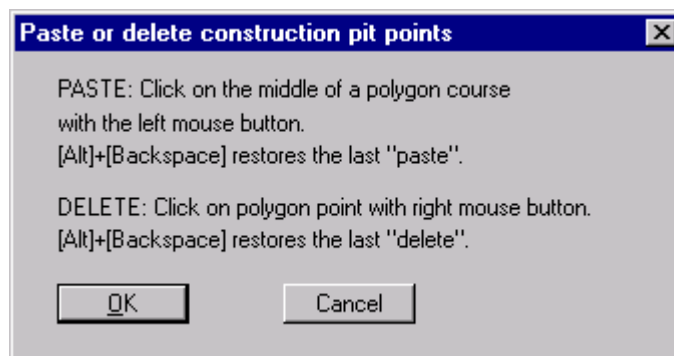 Paste or delete construction pit points
PASTE: Click on the middle of a polygon course
with the left mouse button.
[Alt]+[Backspace] restores the last "paste".
DELETE: Click on polygon point with right mouse button.
[Alt]+[Backspace] restores the last "delete".
OK
Cancel